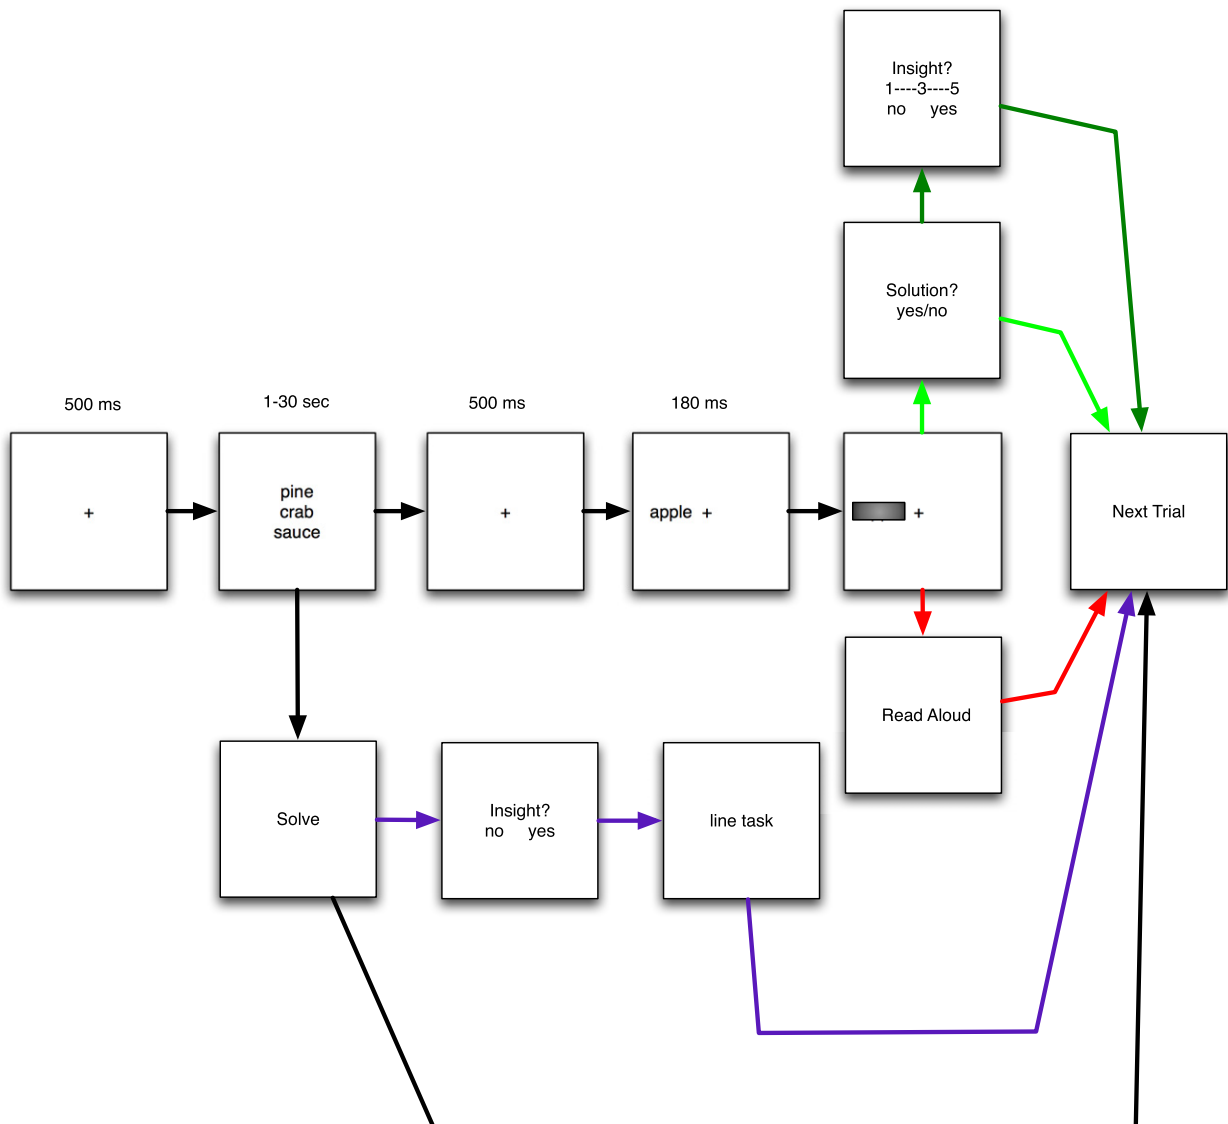 Insight?
1----3----5
no yes
Solution?
yes/no
500 ms
1-30 sec
500 ms
180 ms
+
pine
crab
sauce
+
apple +
+
Next Trial
Read Aloud
Solve
Insight?
no yes
line task